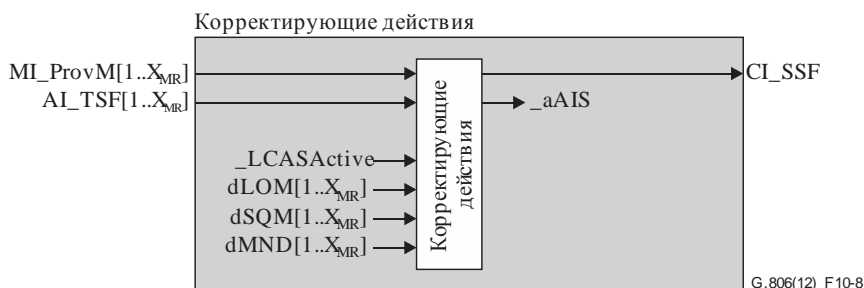 Корректирующие действия
MI_ProvM[1..X_MR]
CI_SSF
AI_TSF[1..X_MR]
_aAIS
_LCASActive
dLOM[1..X_MR]
dSQM[1..X_MR]
dMND[1..X_MR]
Корректирующие
действия
G.806(12)_F10-8